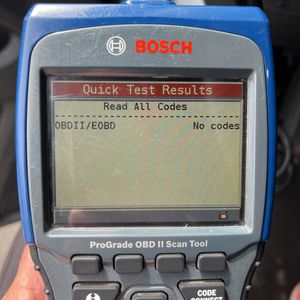 BOSCH
Quick Test Results
Read All Codes
OBDII/EOBD No codes
ProGrade OBD II Scan Tool
CODE
CONNECT